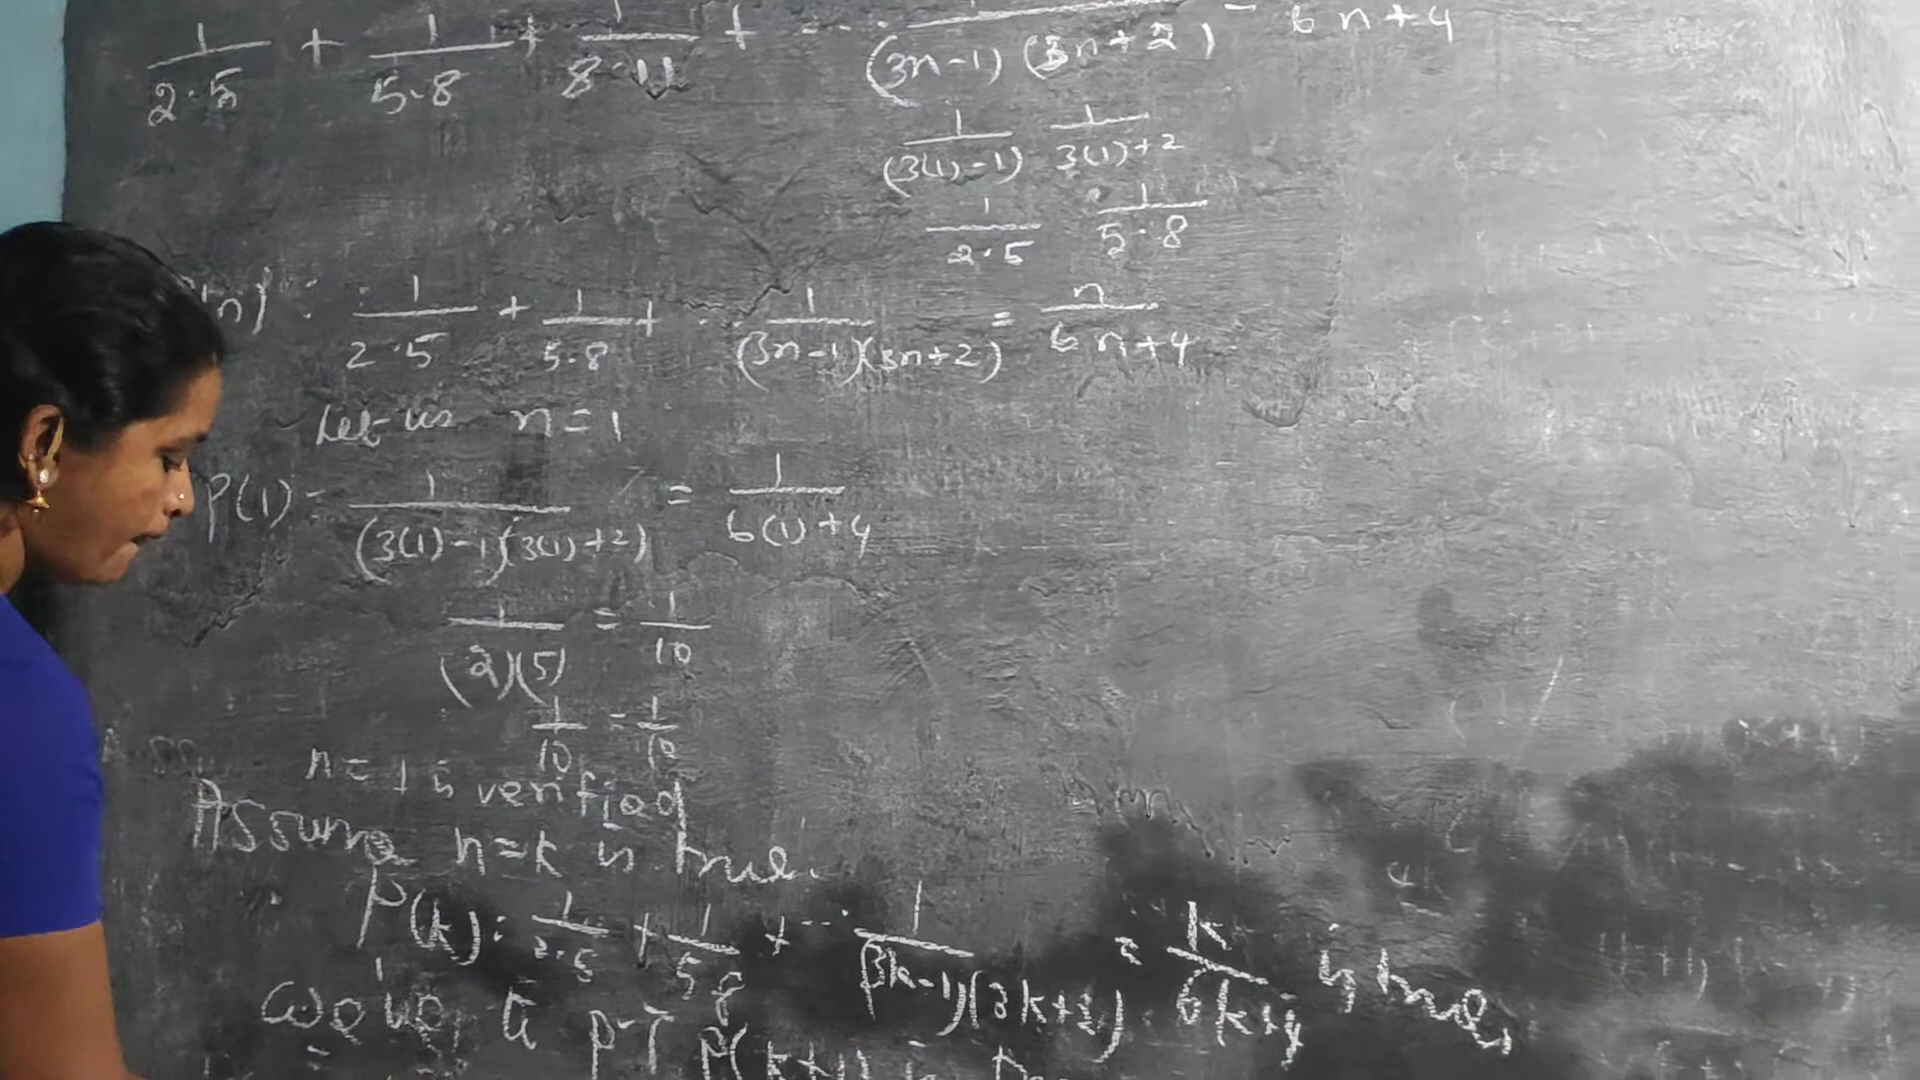 1/2·5 + 1/5·8 + 1/8·11 + ... 1/(3n-1)(3n+2) = 6n+4
1/(3(1)-1) 1/3(1)+2
1/2·5 1/5·8
(n) : 1/2·5 + 1/5·8 + ... 1/(3n-1)(3n+2) = n/6n+4
Let us n=1
P(1) = 1/(3(1)-1)(3(1)+2) = 1/6(1)+4
1/(2)(5) = 1/10
1/10 = 1/10
n=1 is verified
Assume n=k is true.
P(k): 1/2·5 + 1/5·8 + ... 1/(3k-1)(3k+2) = k/6k+4 is true,
P.T P(k+1) is